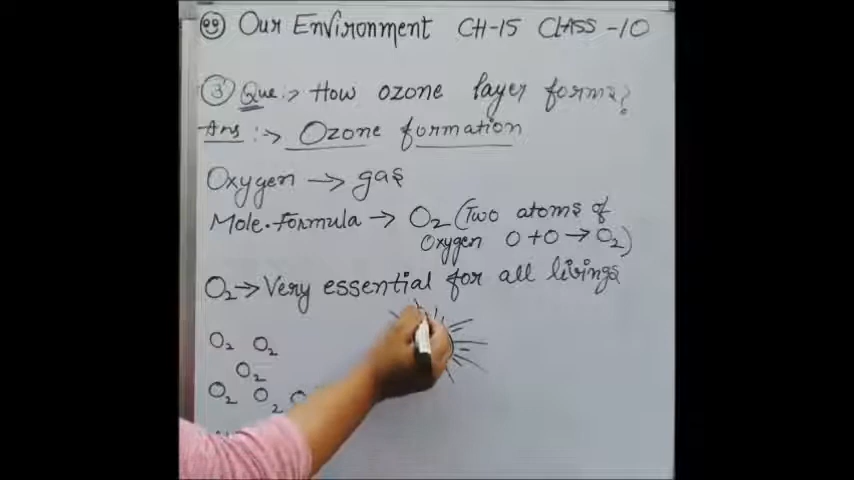 Our Environment CH-15 CLASS-10
3 Que:> How ozone layer forms?
Ans:-> Ozone formation
Oxygen -> gas
Mole.formula -> O2 (Two atoms of
Oxygen O+O -> O2)
O2 -> Very essential for all livings
O2 O2
O2
O2 O2